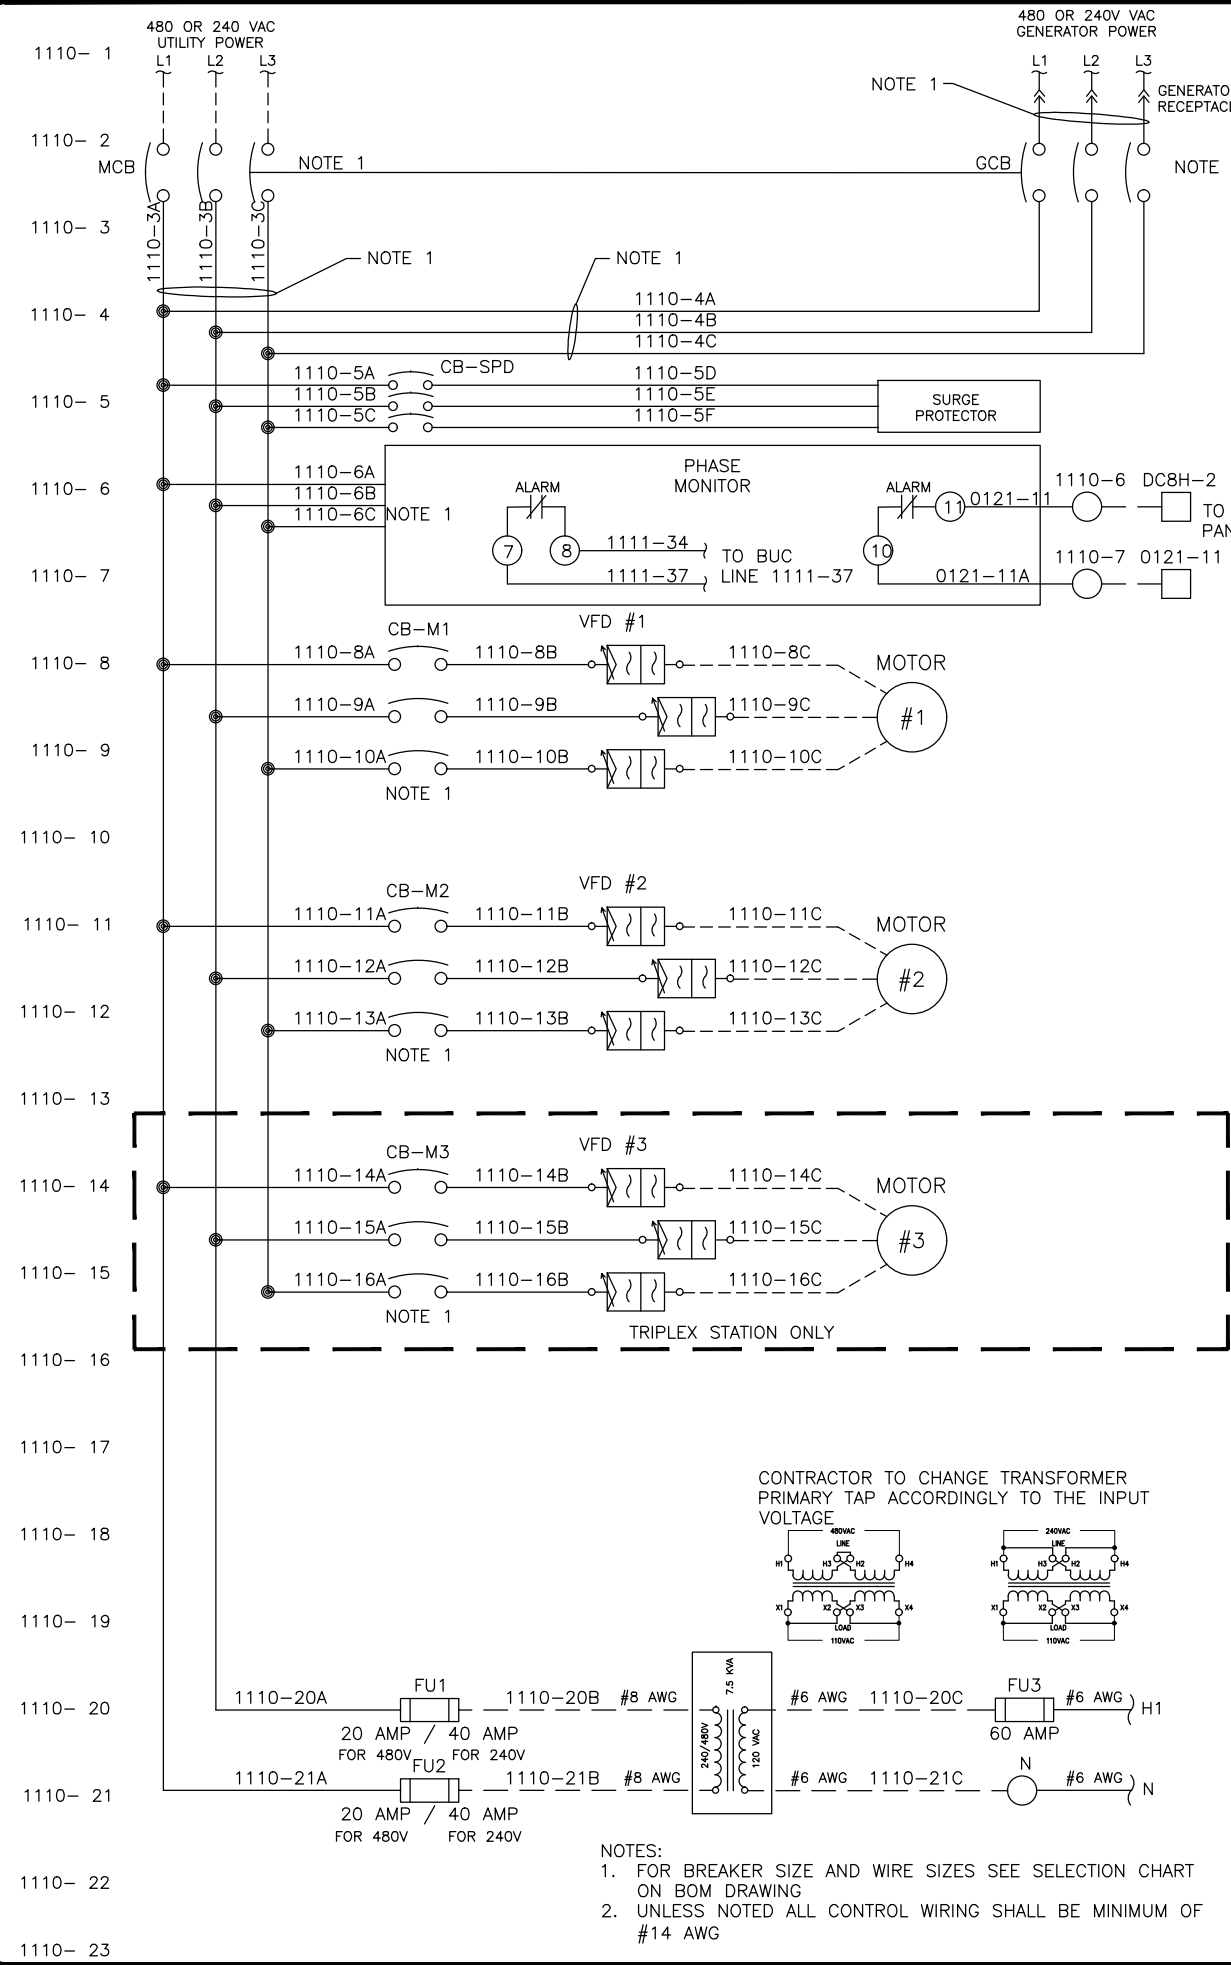 480 OR 240 VAC
UTILITY POWER
L1 L2 L3
480 OR 240V VAC
GENERATOR POWER
L1 L2 L3
1110- 1
NOTE 1
GENERATO
RECEPTACL
1110- 2
MCB
NOTE 1
GCB
NOTE
1110-3A
1110-3B
1110-3C
1110- 3
NOTE 1
NOTE 1
1110- 4
1110-4A
1110-4B
1110-4C
1110- 5
1110-5A
CB-SPD
1110-5D
1110-5B
1110-5E
1110-5C
1110-5F
SURGE
PROTECTOR
1110- 6
1110-6A
1110-6B
1110-6C
NOTE 1
PHASE
MONITOR
ALARM
7
8
1111-34
1111-37
TO BUC
LINE 1111-37
ALARM
11
0121-11
10
0121-11A
1110-6
DC8H-2
TO
PAN
1110-7
0121-11
1110- 7
1110- 8
CB-M1
VFD #1
1110-8A
1110-8B
1110-8C
MOTOR
#1
1110-9A
1110-9B
1110-9C
1110- 9
1110-10A
1110-10B
1110-10C
NOTE 1
1110- 10
1110- 11
CB-M2
VFD #2
1110-11A
1110-11B
1110-11C
MOTOR
#2
1110-12A
1110-12B
1110-12C
1110- 12
1110-13A
1110-13B
1110-13C
NOTE 1
1110- 13
1110- 14
CB-M3
VFD #3
1110-14A
1110-14B
1110-14C
MOTOR
#3
1110-15A
1110-15B
1110-15C
1110- 15
1110-16A
1110-16B
1110-16C
NOTE 1
TRIPLEX STATION ONLY
1110- 16
1110- 17
CONTRACTOR TO CHANGE TRANSFORMER
PRIMARY TAP ACCORDINGLY TO THE INPUT
VOLTAGE
1110- 18
480VAC
LINE
H1 H3 H2 H4
X1 X2 X3 X4
LOAD
110VAC
240VAC
LINE
H1 H3 H2 H4
X1 X2 X3 X4
LOAD
110VAC
1110- 19
1110- 20
1110-20A
FU1
20 AMP / 40 AMP
FOR 480V FOR 240V
1110-20B
#8 AWG
7.5 KVA
240/480V
120 VAC
#6 AWG
1110-20C
FU3
60 AMP
#6 AWG
H1
1110- 21
1110-21A
FU2
20 AMP / 40 AMP
FOR 480V FOR 240V
1110-21B
#8 AWG
#6 AWG
1110-21C
N
#6 AWG
N
1110- 22
1110- 23
NOTES:
1. FOR BREAKER SIZE AND WIRE SIZES SEE SELECTION CHART
ON BOM DRAWING
2. UNLESS NOTED ALL CONTROL WIRING SHALL BE MINIMUM OF
#14 AWG